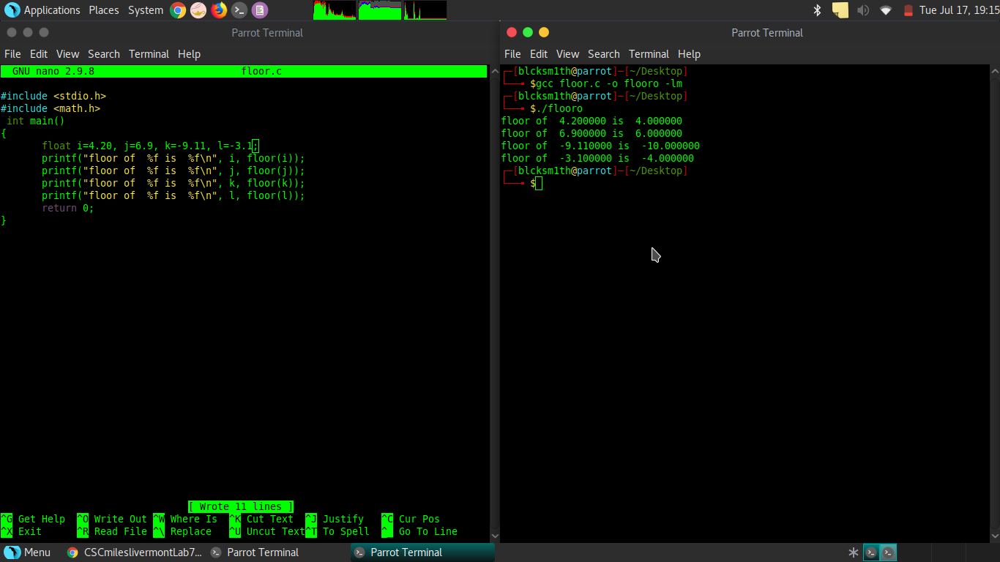 Applications Places System Tue Jul 17, 19:15
Parrot Terminal
File Edit View Search Terminal Help
GNU nano 2.9.8 floor.c
#include <stdio.h>
#include <math.h>
int main()
{
float i=4.20, j=6.9, k=-9.11, l=-3.1;
printf("floor of  %f is  %f\n", i, floor(i));
printf("floor of  %f is  %f\n", j, floor(j));
printf("floor of  %f is  %f\n", k, floor(k));
printf("floor of  %f is  %f\n", l, floor(l));
return 0;
}
[ Wrote 11 lines ]
^G Get Help ^O Write Out ^W Where Is ^K Cut Text ^J Justify ^C Cur Pos
^X Exit ^R Read File ^\ Replace ^U Uncut Text ^T To Spell ^_ Go To Line
Parrot Terminal
File Edit View Search Terminal Help
┌─[blcksm1th@parrot]─[~/Desktop]
└──╼ $gcc floor.c -o flooro -lm
┌─[blcksm1th@parrot]─[~/Desktop]
└──╼ $./flooro
floor of  4.200000 is  4.000000
floor of  6.900000 is  6.000000
floor of  -9.110000 is  -10.000000
floor of  -3.100000 is  -4.000000
┌─[blcksm1th@parrot]─[~/Desktop]
└──╼ $
Menu CSCmileslivermontLab7... Parrot Terminal Parrot Terminal